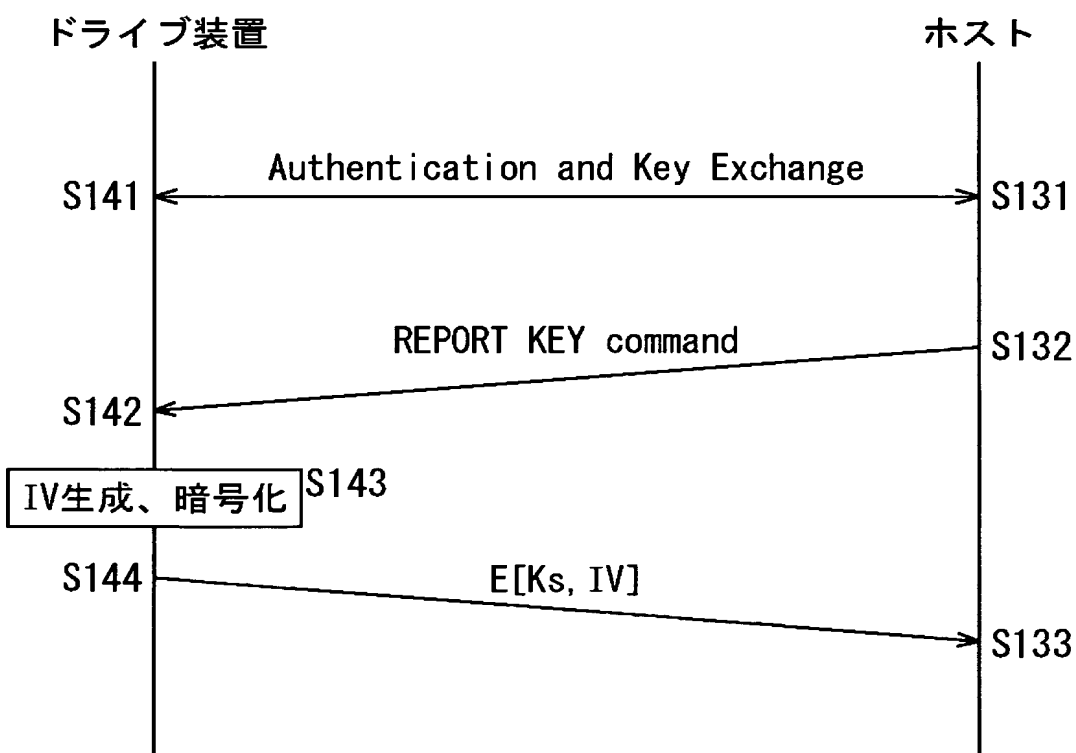 ドライブ装置
ホスト
Authentication and Key Exchange
S141
S131
REPORT KEY command
S132
S142
IV生成、暗号化
S143
S144
E[Ks, IV]
S133